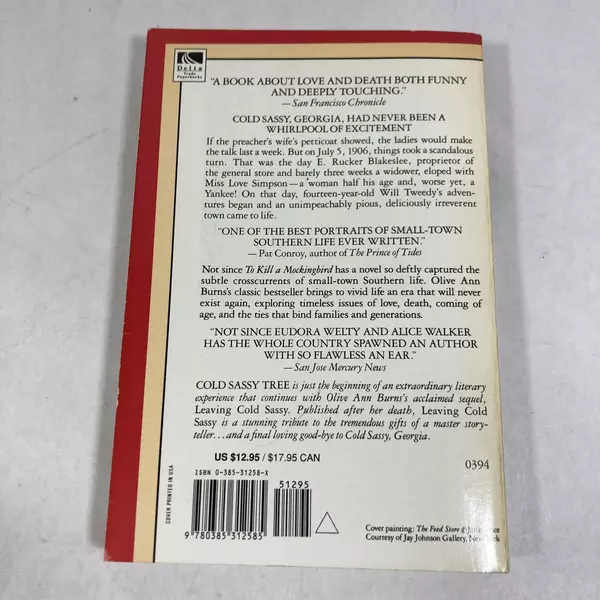 Delta
Trade
Paperbacks
"A BOOK ABOUT LOVE AND DEATH BOTH FUNNY
AND DEEPLY TOUCHING."
—San Francisco Chronicle
COLD SASSY, GEORGIA, HAD NEVER BEEN A
WHIRLPOOL OF EXCITEMENT
If the preacher's wife's petticoat showed, the ladies would make
the talk last a week. But on July 5, 1906, things took a scandalous
turn. That was the day E. Rucker Blakeslee, proprietor of
the general store and barely three weeks a widower, eloped with
Miss Love Simpson—a woman half his age and, worse yet, a
Yankee! On that day, fourteen-year-old Will Tweedy's adven-
tures began and an unimpeachably pious, deliciously irreverent
town came to life.
"ONE OF THE BEST PORTRAITS OF SMALL-TOWN
SOUTHERN LIFE EVER WRITTEN."
—Pat Conroy, author of The Prince of Tides
Not since To Kill a Mockingbird has a novel so deftly captured the
subtle crosscurrents of small-town Southern life. Olive Ann
Burns's classic bestseller brings to vivid life an era that will never
exist again, exploring timeless issues of love, death, coming of
age, and the ties that bind families and generations.
"NOT SINCE EUDORA WELTY AND ALICE WALKER
HAS THE WHOLE COUNTRY SPAWNED AN AUTHOR
WITH SO FLAWLESS AN EAR."
—San Jose Mercury News
COLD SASSY TREE is just the beginning of an extraordinary literary
experience that continues with Olive Ann Burns's acclaimed sequel,
Leaving Cold Sassy. Published after her death, Leaving Cold
Sassy is a stunning tribute to the tremendous gifts of a master story-
teller...and a final loving good-bye to Cold Sassy, Georgia.
US $12.95 / $17.95 CAN
ISBN 0-385-31258-X
51295
9 780385 312585
0394
COVER PRINTED IN USA
Cover painting: The Feed Store
Courtesy of Jay Johnson Gallery,